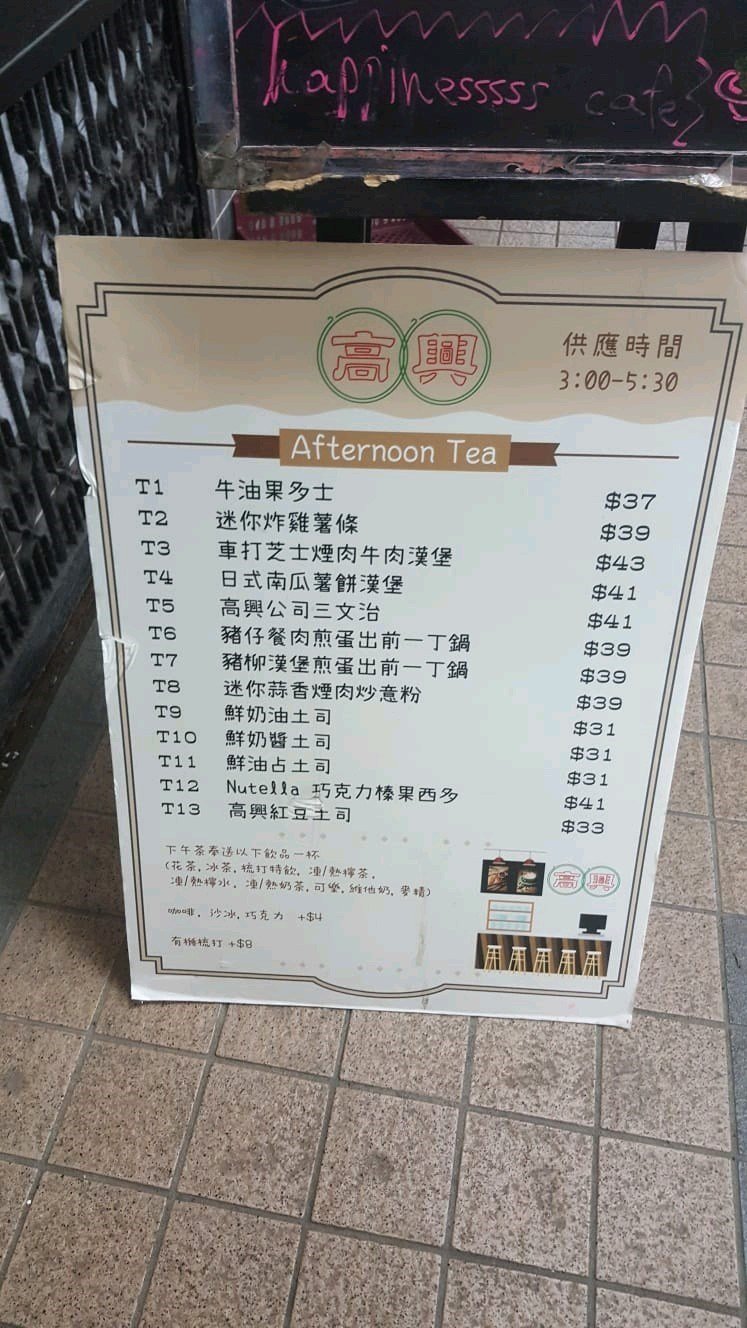 happinesssss cafe
高興
供應時間
3:00-5:30
Afternoon Tea
T1 牛油果多士 $37
T2 迷你炸雞薯條 $39
T3 車打芝士煙肉牛肉漢堡 $43
T4 日式南瓜薯餅漢堡 $41
T5 高興公司三文治 $41
T6 豬仔餐肉煎蛋出前一丁鍋 $39
T7 豬柳漢堡煎蛋出前一丁鍋 $39
T8 迷你蒜香煙肉炒意粉 $39
T9 鮮奶油土司 $31
T10 鮮奶醬土司 $31
T11 鮮油占土司 $31
T12 Nutella 巧克力榛果西多 $41
T13 高興紅豆土司 $33
下午茶奉送以下飲品一杯
(花茶, 冰茶, 梳打特飲, 凍/熱檸茶,
凍/熱檸水, 凍/熱奶茶, 可樂, 維他奶, 麥精)
咖啡, 沙冰, 巧克力 +$4
有機梳打 +$8
高興